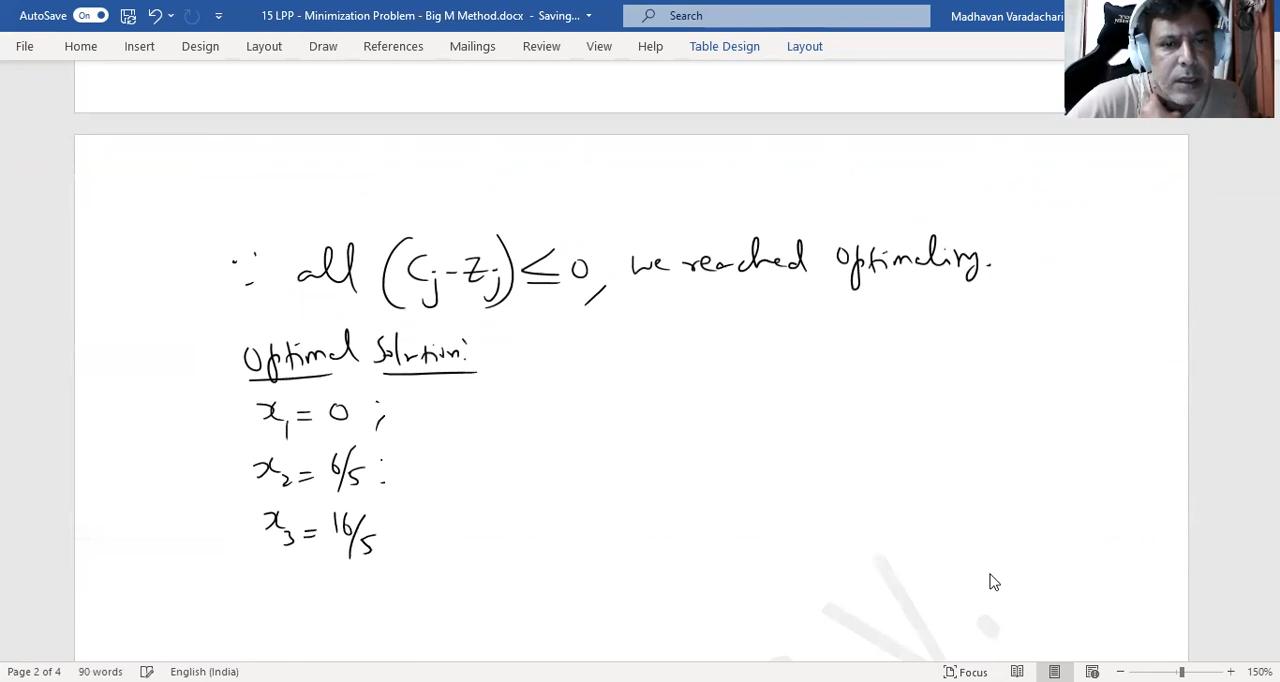 AutoSave On 15 LPP - Minimization Problem - Big M Method.docx - Saving... Search Madhavan Varadachari
File Home Insert Design Layout Draw References Mailings Review View Help Table Design Layout
∵ all (Cj-Zj) ≤ 0, we reached optimality.
Optimal Solution:
x₁ = 0 ;
x₂ = 6/5 :
x₃ = 16/5
V.
Page 2 of 4 90 words English (India) Focus 150%